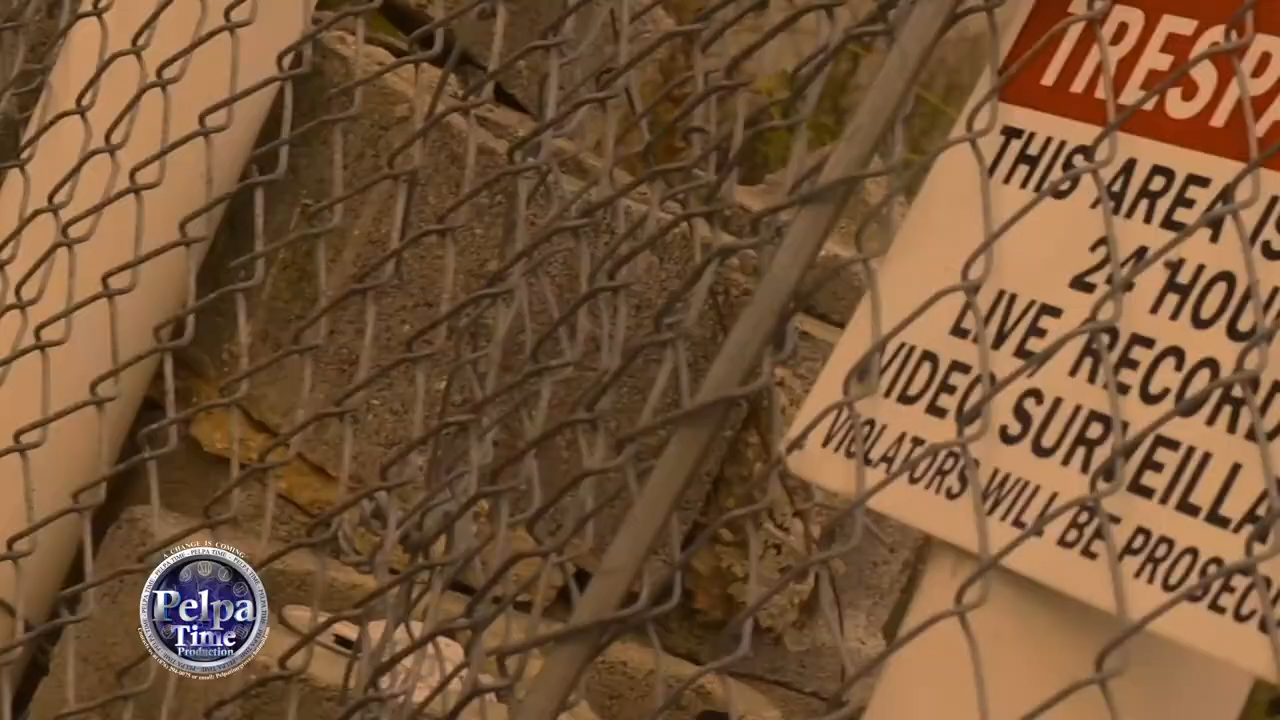 TRESPA
THIS AREA IS
24 HOU
LIVE RECORD
VIDEO SURVEILLA
VIOLATORS WILL BE PROSEC
A CHANGE IS COMING
Pelpa
Time
Production